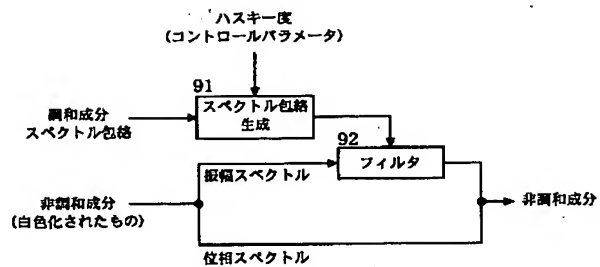 ハスキー度
(コントロールパラメータ)
91
スペクトル包絡
生成
調和成分
スペクトル包絡
92
フィルタ
振幅スペクトル
非調和成分
(白色化されたもの)
非調和成分
位相スペクトル